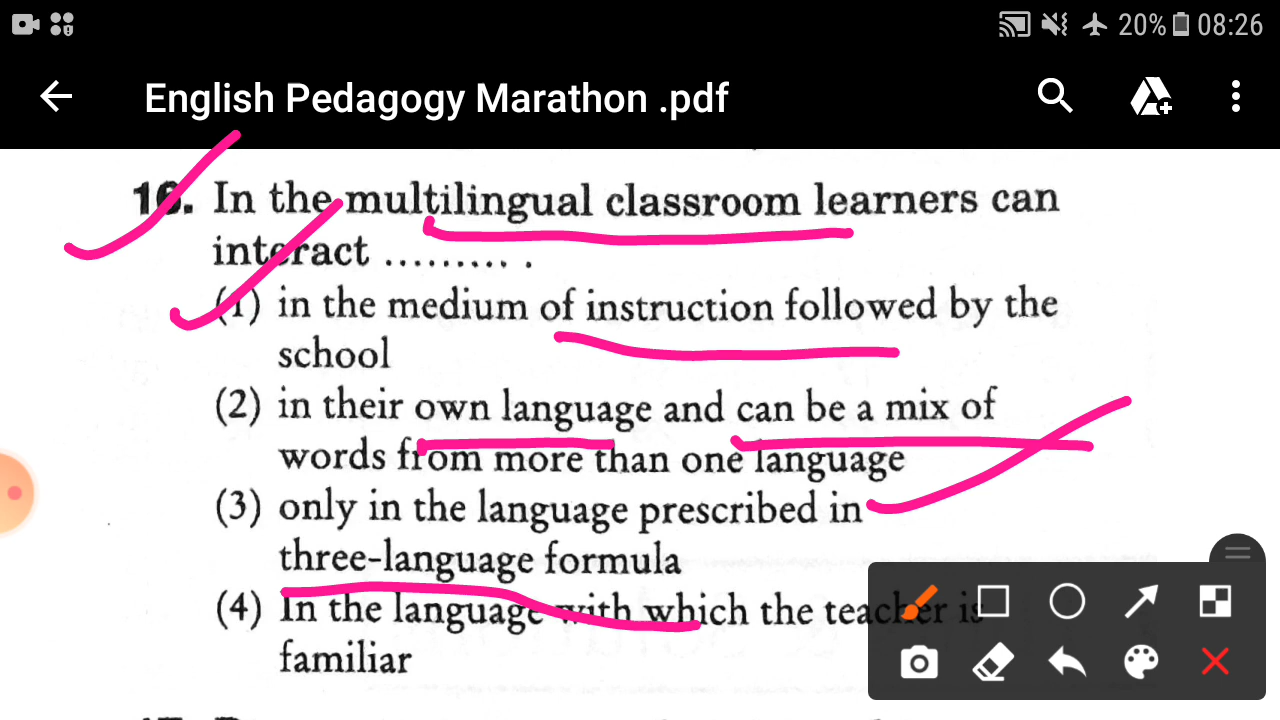 20% 08:26
English Pedagogy Marathon .pdf
16. In the multilingual classroom learners can
interact ......... .
(1) in the medium of instruction followed by the
school
(2) in their own language and can be a mix of
words from more than one language
(3) only in the language prescribed in
three-language formula
(4) In the language with which the teacher is
familiar